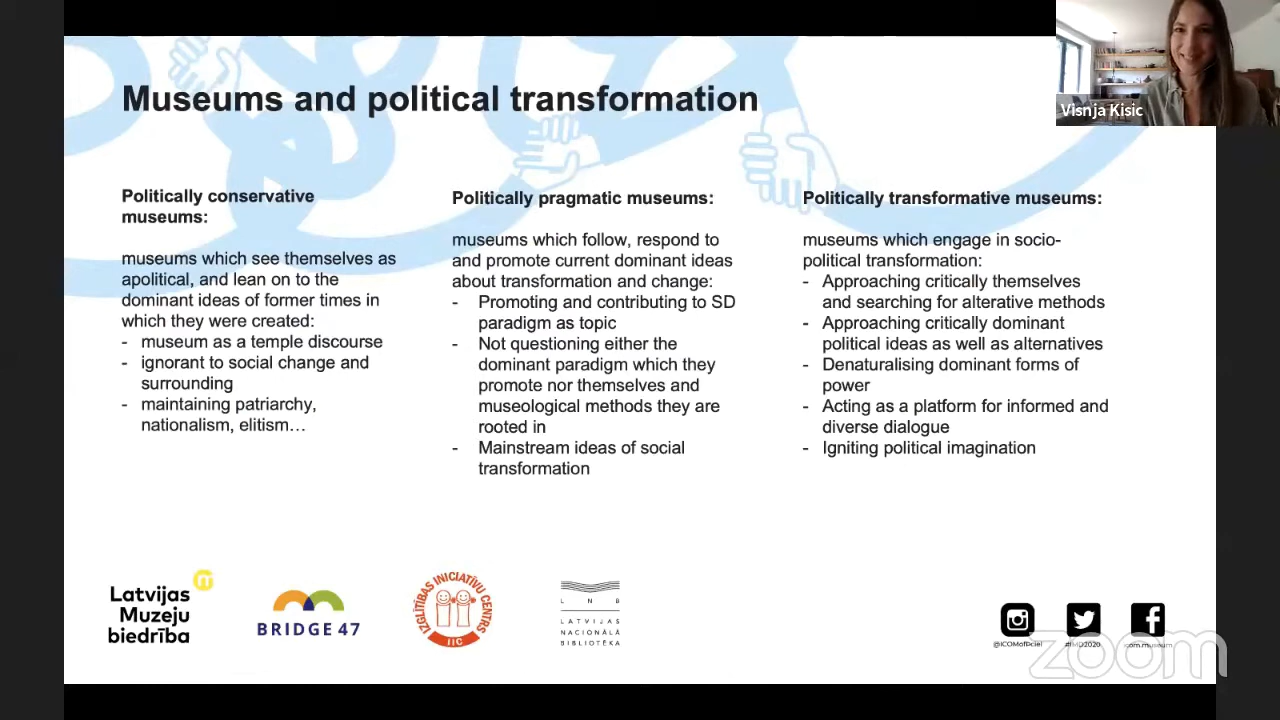 Museums and political transformation
Visnja Kisic
Politically conservative
museums:
museums which see themselves as
apolitical, and lean on to the
dominant ideas of former times in
which they were created:
- museum as a temple discourse
- ignorant to social change and
surrounding
- maintaining patriarchy,
nationalism, elitism…
Politically pragmatic museums:
museums which follow, respond to
and promote current dominant ideas
about transformation and change:
- Promoting and contributing to SD
paradigm as topic
- Not questioning either the
dominant paradigm which they
promote nor themselves and
museological methods they are
rooted in
- Mainstream ideas of social
transformation
Politically transformative museums:
museums which engage in socio-
political transformation:
- Approaching critically themselves
and searching for alterative methods
- Approaching critically dominant
political ideas as well as alternatives
- Denaturalising dominant forms of
power
- Acting as a platform for informed and
diverse dialogue
- Igniting political imagination
m
Latvijas
Muzeju
biedrība
BRIDGE 47
IZGLĪTĪBAS INICIATĪVU CENTRS
IIC
L N B
LATVIJAS
NACIONĀLĀ
BIBLIOTĒKA
@ICOMofficiel
#IMD2020
icom.museum
zoom